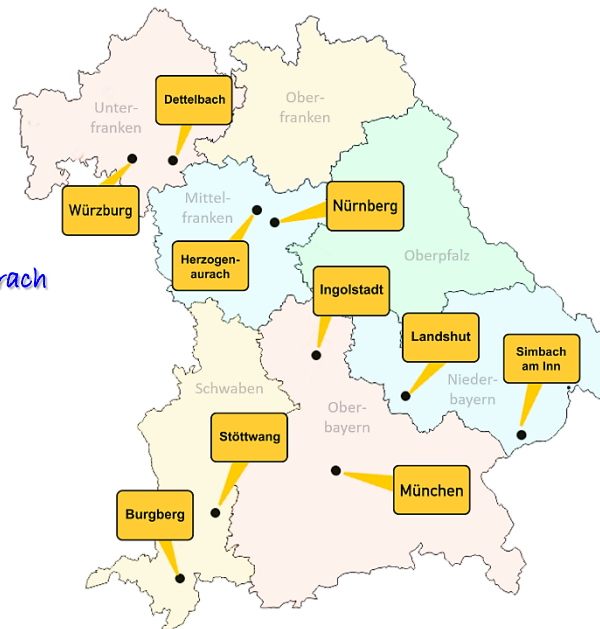 Dettelbach
Ober-
franken
Unter-
franken
Würzburg
Mittel-
franken
Nürnberg
Herzogen-
aurach
Oberpfalz
Ingolstadt
Landshut
Simbach
am Inn
Nieder-
bayern
Schwaben
Ober-
bayern
Stöttwang
München
Burgberg